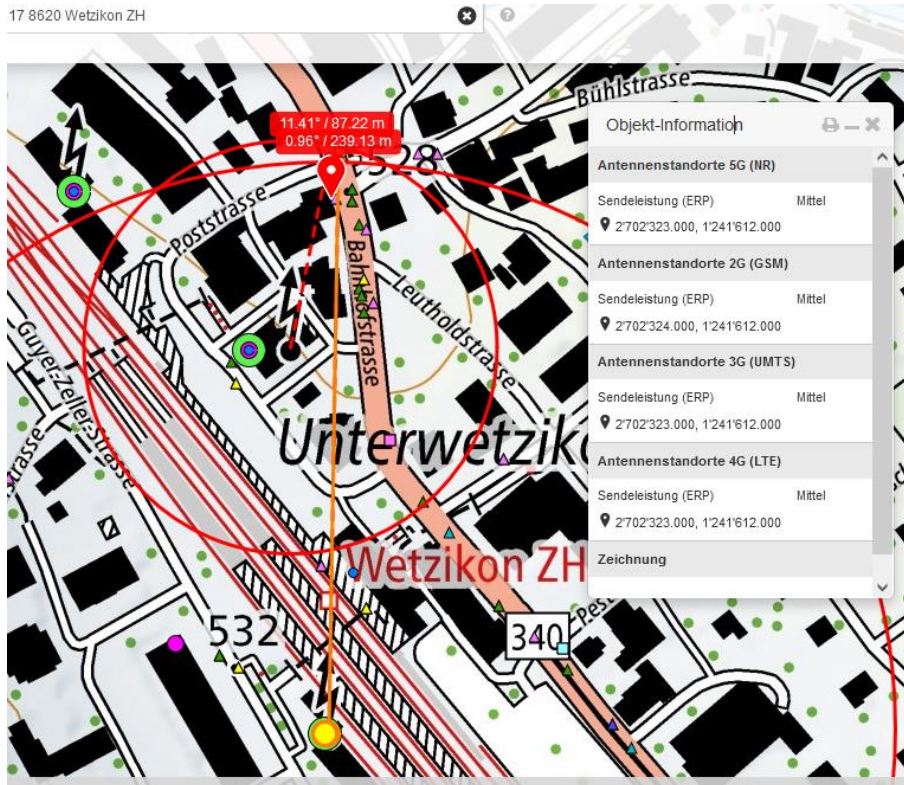 17 8620 Wetzikon ZH
Bühlstrasse
11.41° / 87.22 m
0.96° / 239.13 m
528
Poststrasse
Bahnhofstrasse
Leutholdstrasse
Guyer-Zeller-Strasse
strasse
Unterwetziko
Wetzikon ZH
532
340
Pest
Objekt-Information
Antennenstandorte 5G (NR)
Sendeleistung (ERP) Mittel
2'702'323.000, 1'241'612.000
Antennenstandorte 2G (GSM)
Sendeleistung (ERP) Mittel
2'702'324.000, 1'241'612.000
Antennenstandorte 3G (UMTS)
Sendeleistung (ERP) Mittel
2'702'323.000, 1'241'612.000
Antennenstandorte 4G (LTE)
Sendeleistung (ERP) Mittel
2'702'323.000, 1'241'612.000
Zeichnung